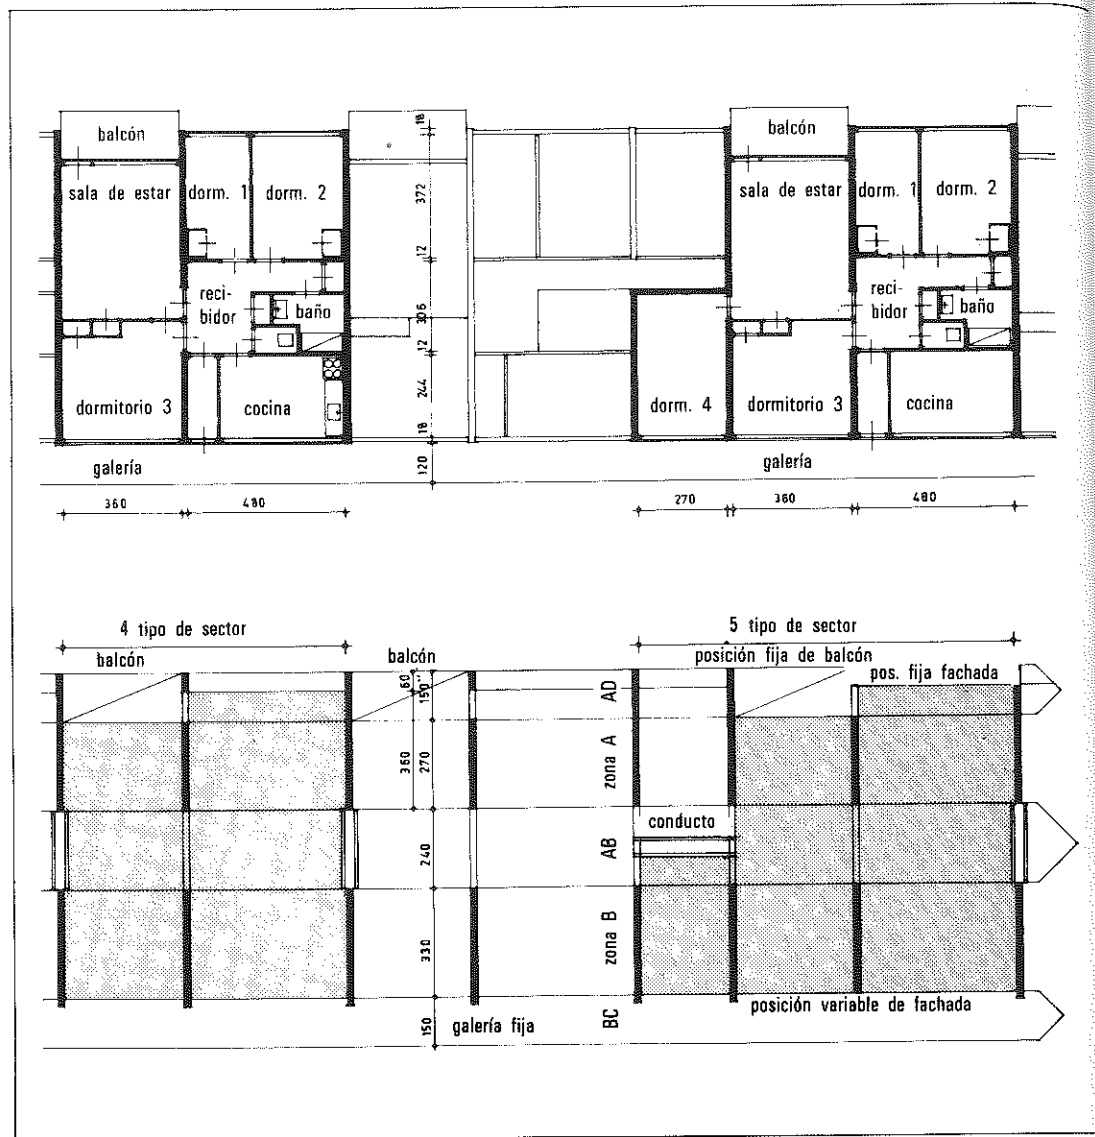 balcón
sala de estar
dorm. 1
dorm. 2
reci-
bidor
baño
dormitorio 3
cocina
galería
360
480
18
372
12
306
12
244
18
120
balcón
sala de estar
dorm. 1
dorm. 2
reci-
bidor
baño
dorm. 4
dormitorio 3
cocina
galería
270
360
480
4 tipo de sector
balcón
balcón
5 tipo de sector
posición fija de balcón
pos. fija fachada
60
150
360
270
240
330
150
AD
zona A
AB
zona B
BC
conducto
galería fija
posición variable de fachada